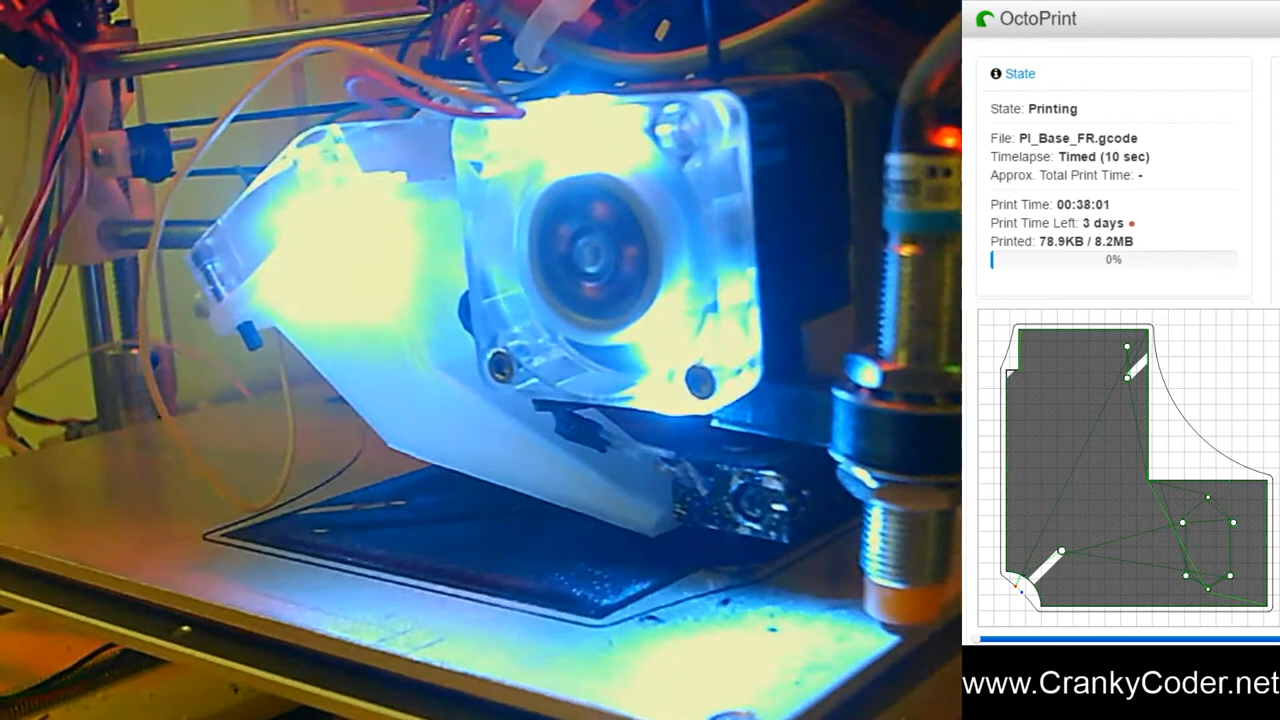 OctoPrint
State
State: Printing
File: PI_Base_FR.gcode
Timelapse: Timed (10 sec)
Approx. Total Print Time: -
Print Time: 00:38:01
Print Time Left: 3 days
Printed: 78.9KB / 8.2MB
0%
www.CrankyCoder.net